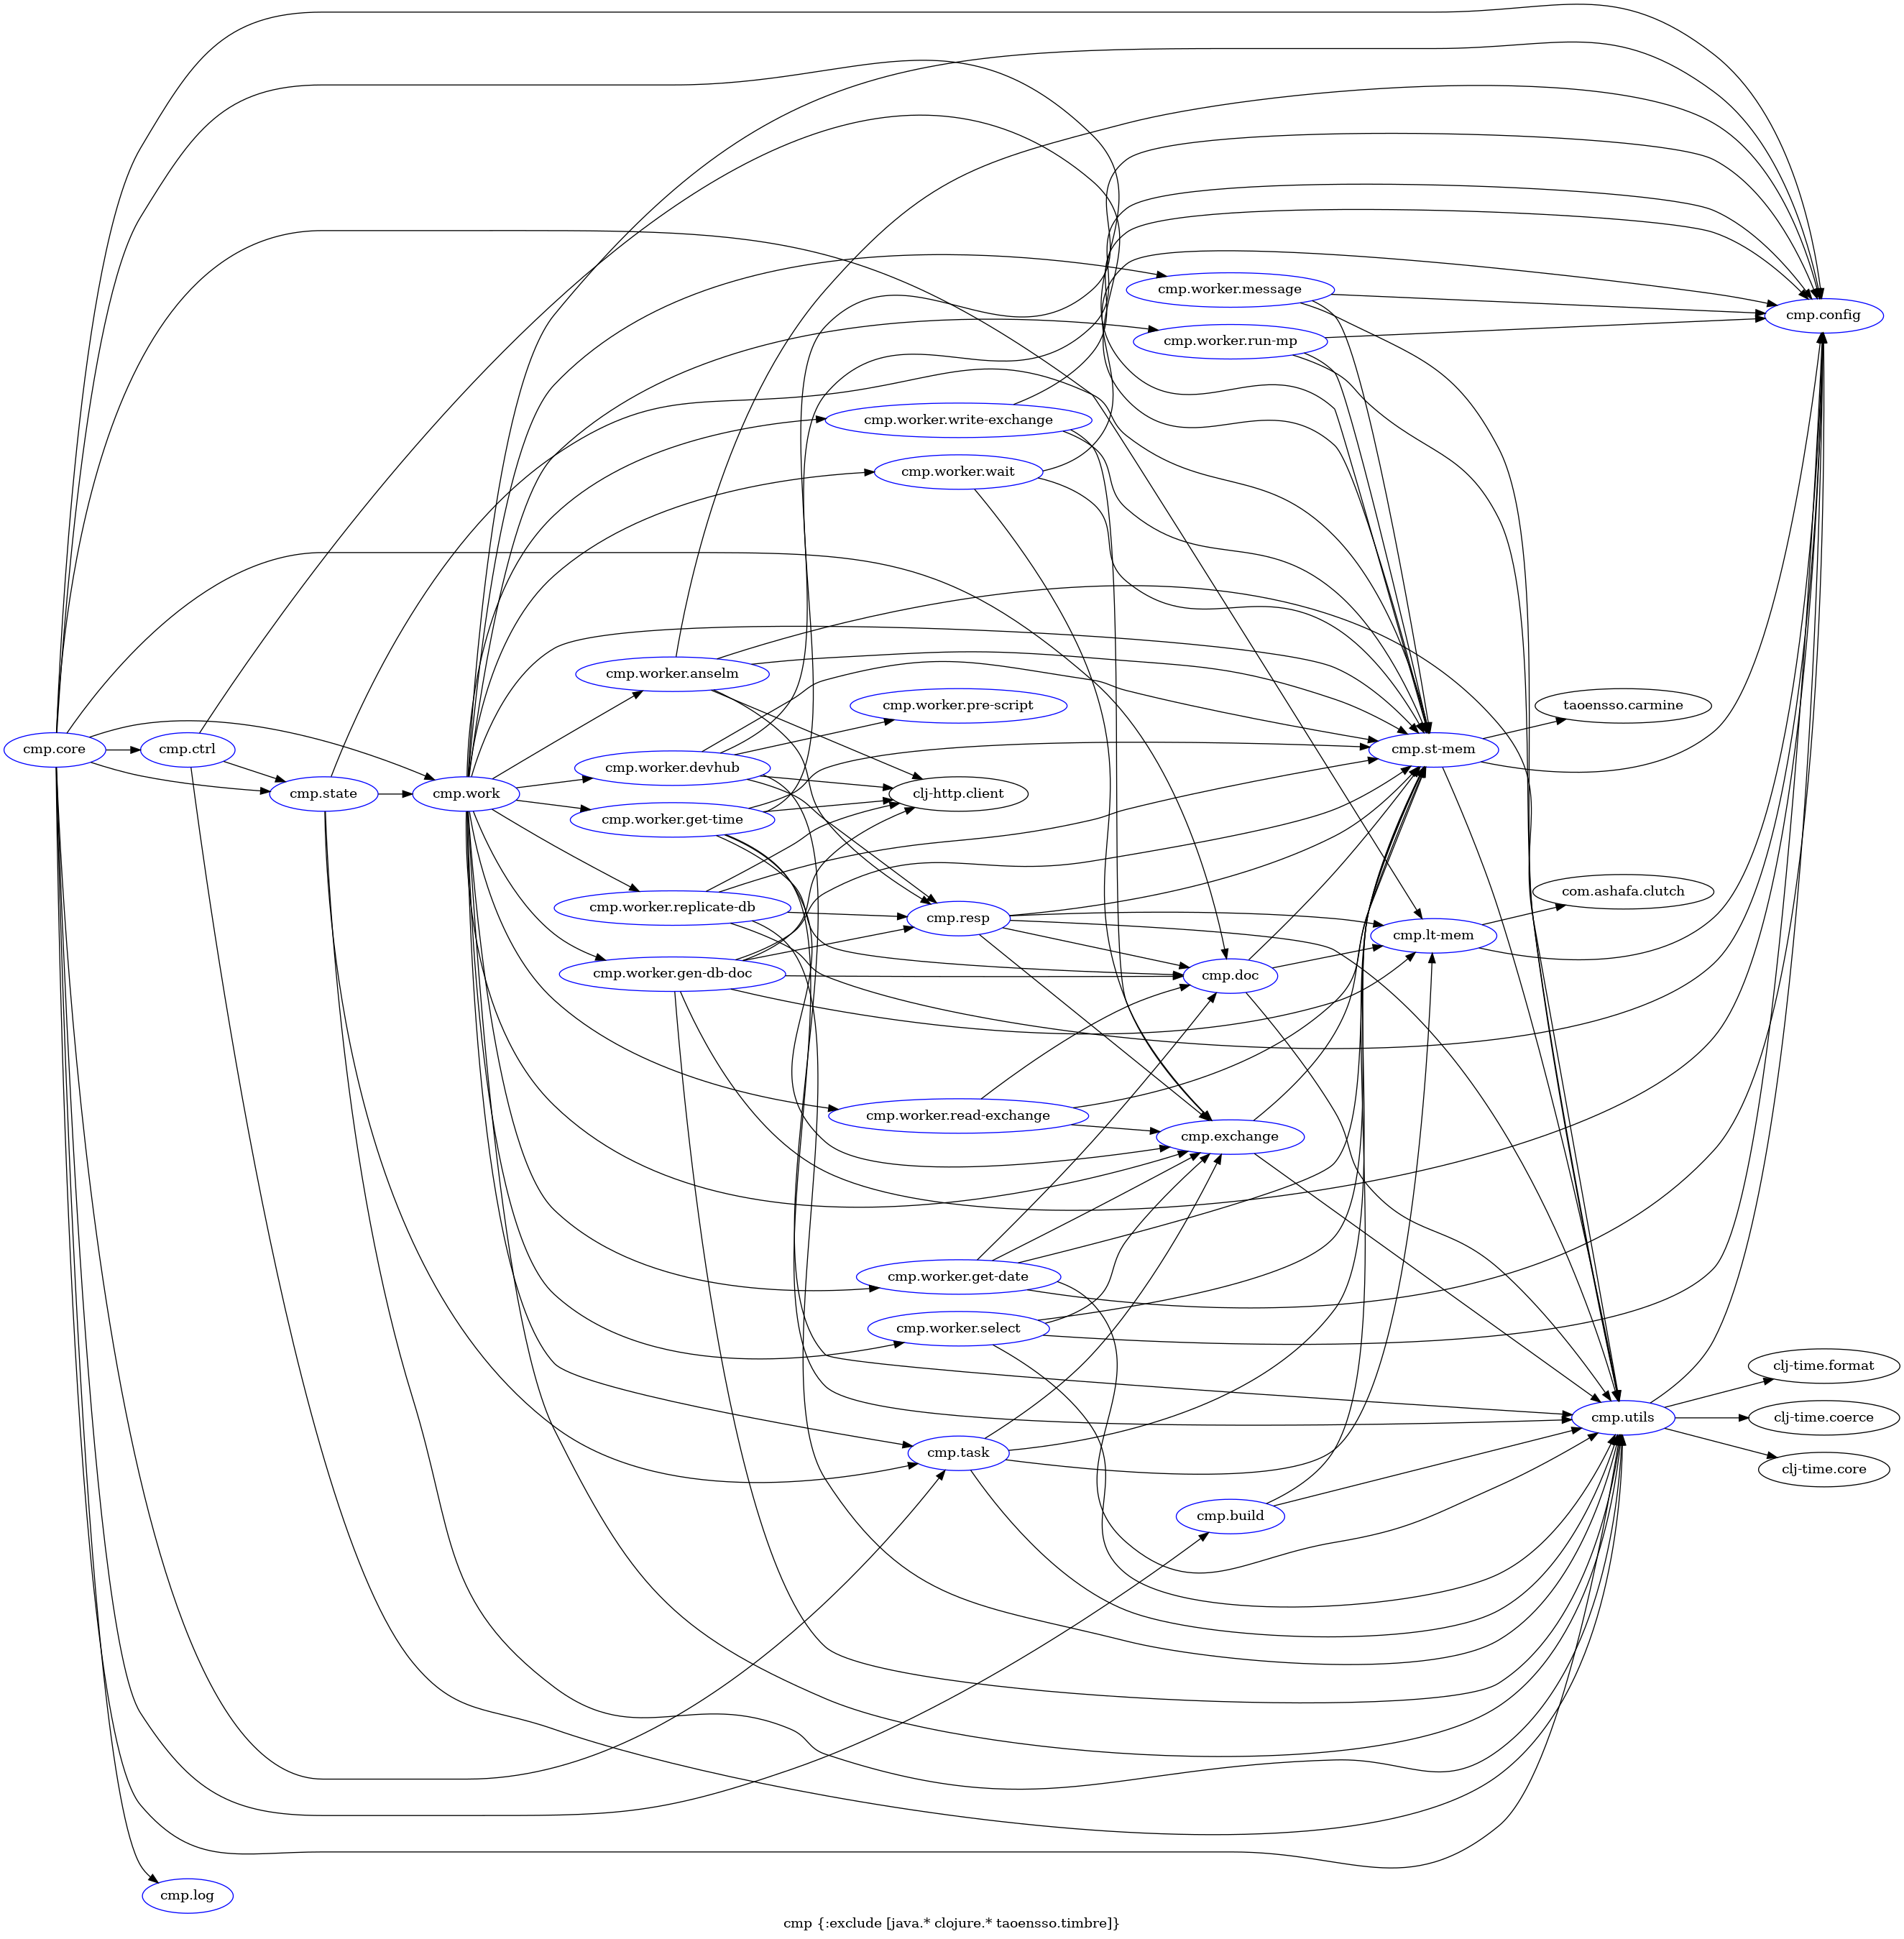 cmp.worker.message
cmp.config
cmp.worker.run-mp
cmp.worker.write-exchange
cmp.worker.wait
cmp.worker.anselm
cmp.worker.pre-script
taoensso.carmine
cmp.core
cmp.ctrl
cmp.st-mem
cmp.worker.devhub
cmp.state
cmp.work
clj-http.client
cmp.worker.get-time
com.ashafa.clutch
cmp.worker.replicate-db
cmp.resp
cmp.lt-mem
cmp.worker.gen-db-doc
cmp.doc
cmp.worker.read-exchange
cmp.exchange
cmp.worker.get-date
cmp.worker.select
clj-time.format
cmp.utils
clj-time.coerce
cmp.task
clj-time.core
cmp.build
cmp.log
cmp {:exclude [java.* clojure.* taoensso.timbre]}